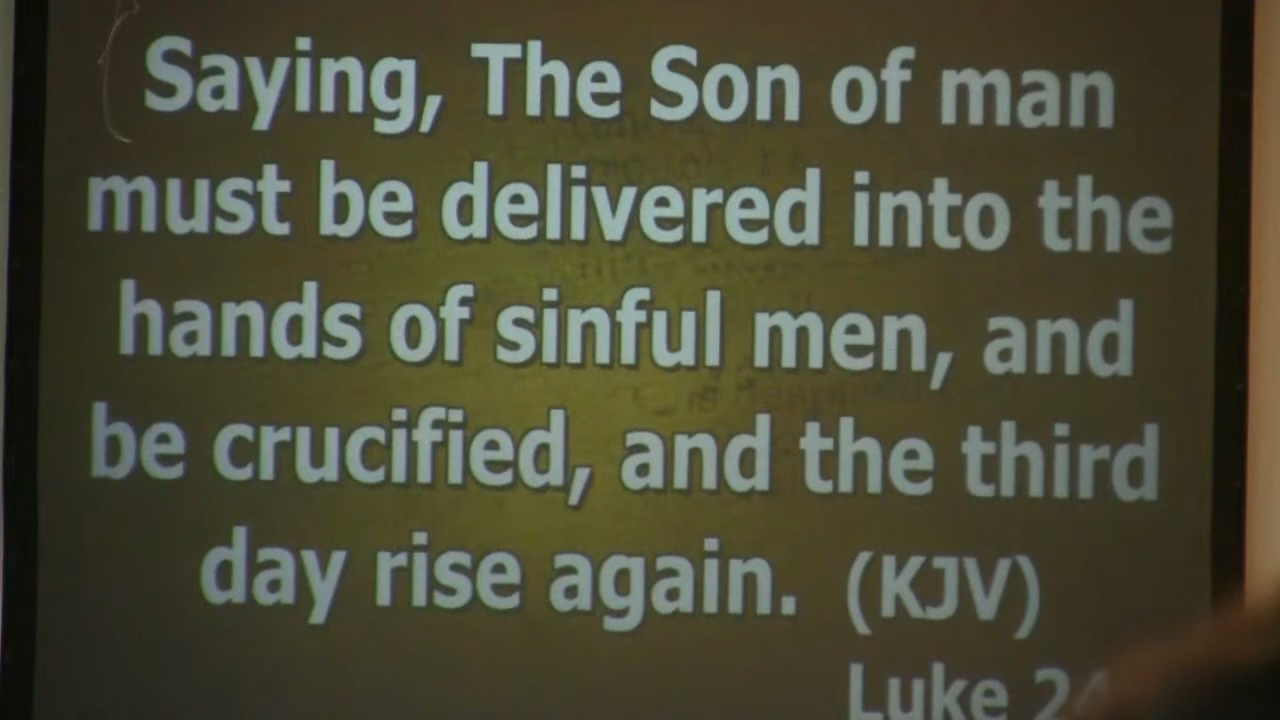 Saying, The Son of man
must be delivered into the
hands of sinful men, and
be crucified, and the third
day rise again. (KJV)
Luke 24